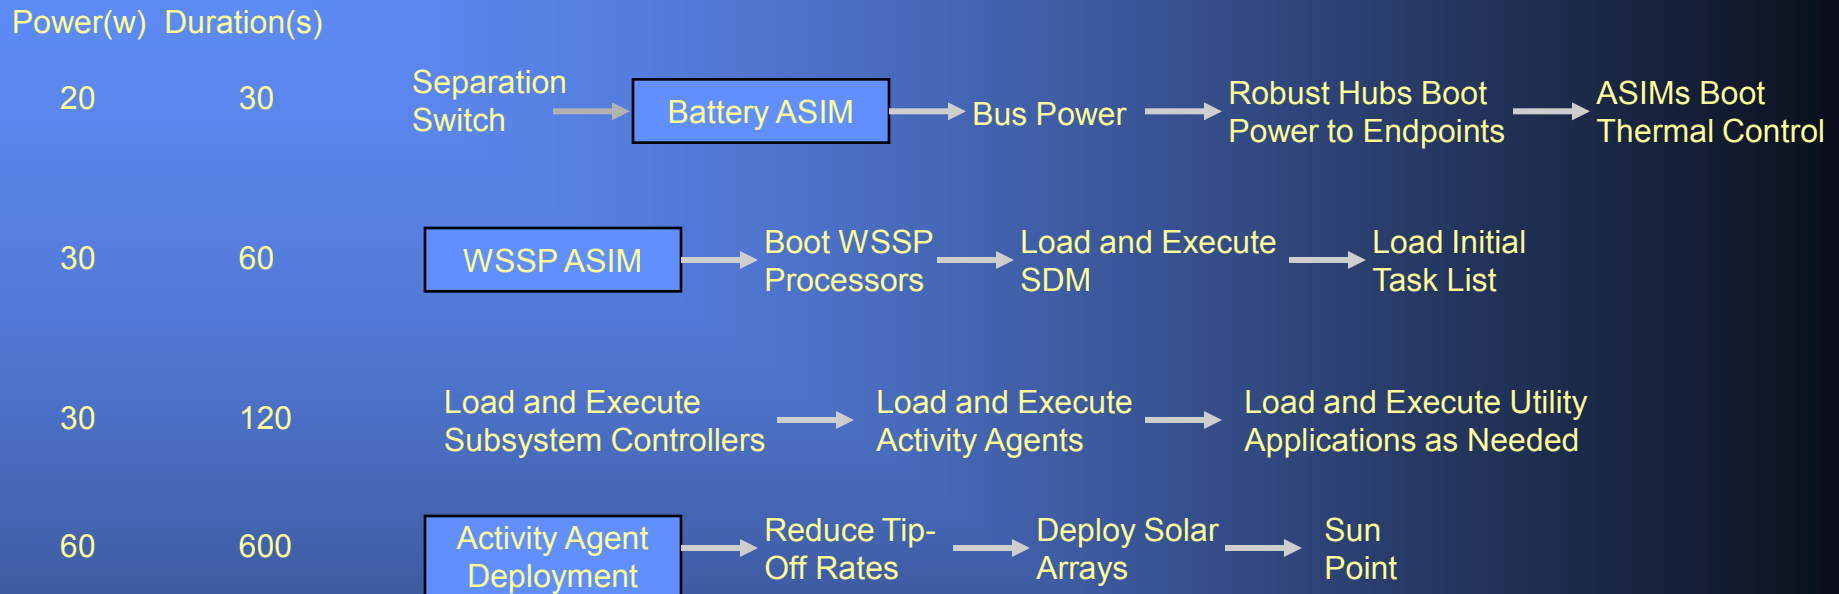 Power(w) Duration(s)
20
30
Separation
Switch
Battery ASIM
Bus Power
Robust Hubs Boot
Power to Endpoints
ASIMs Boot
Thermal Control
30
60
WSSP ASIM
Boot WSSP
Processors
Load and Execute
SDM
Load Initial
Task List
30
120
Load and Execute
Subsystem Controllers
Load and Execute
Activity Agents
Load and Execute Utility
Applications as Needed
60
600
Activity Agent
Deployment
Reduce Tip-
Off Rates
Deploy Solar
Arrays
Sun
Point